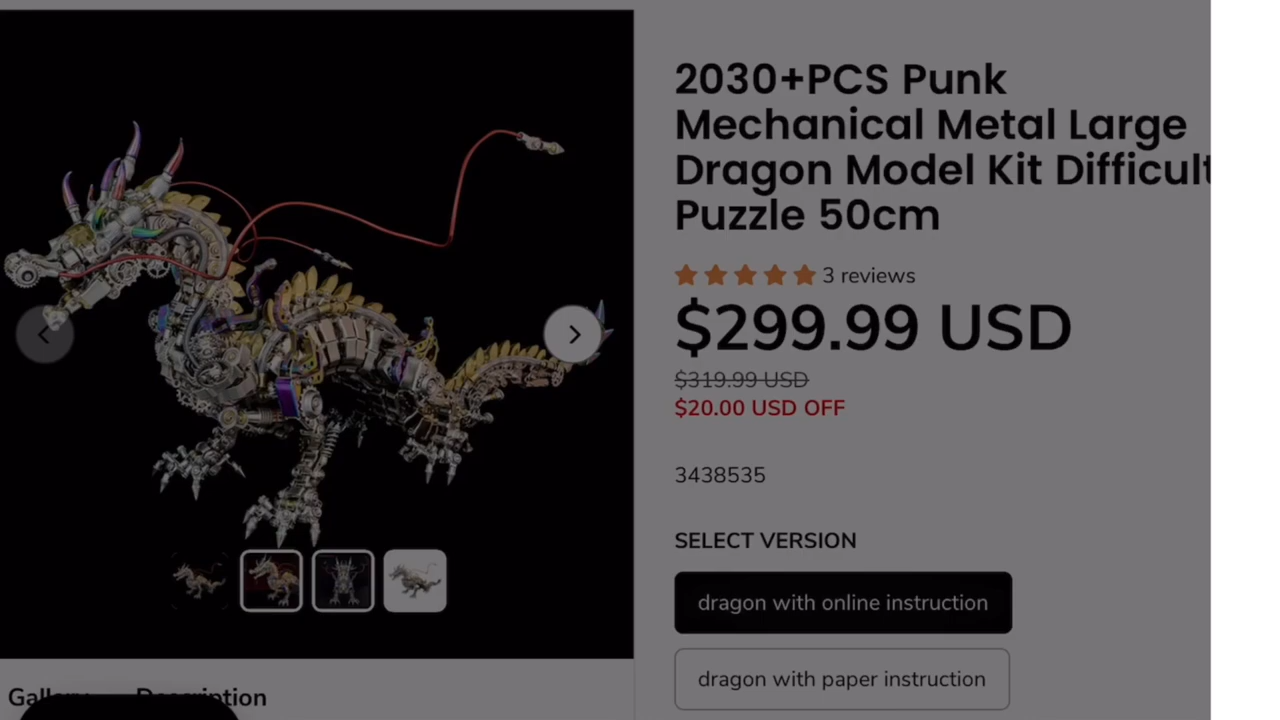 2030+PCS Punk
Mechanical Metal Large
Dragon Model Kit Difficult
Puzzle 50cm
3 reviews
$299.99 USD
$319.99 USD
$20.00 USD OFF
3438535
SELECT VERSION
dragon with online instruction
dragon with paper instruction
Gallery Description